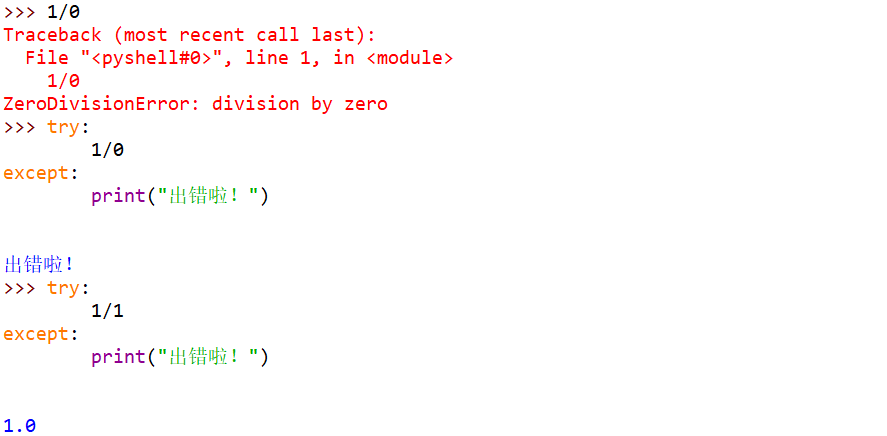 >>> 1/0
Traceback (most recent call last):
  File "<pyshell#0>", line 1, in <module>
    1/0
ZeroDivisionError: division by zero
>>> try:
        1/0
except:
        print("出错啦！")
出错啦！
>>> try:
        1/1
except:
        print("出错啦！")
1.0